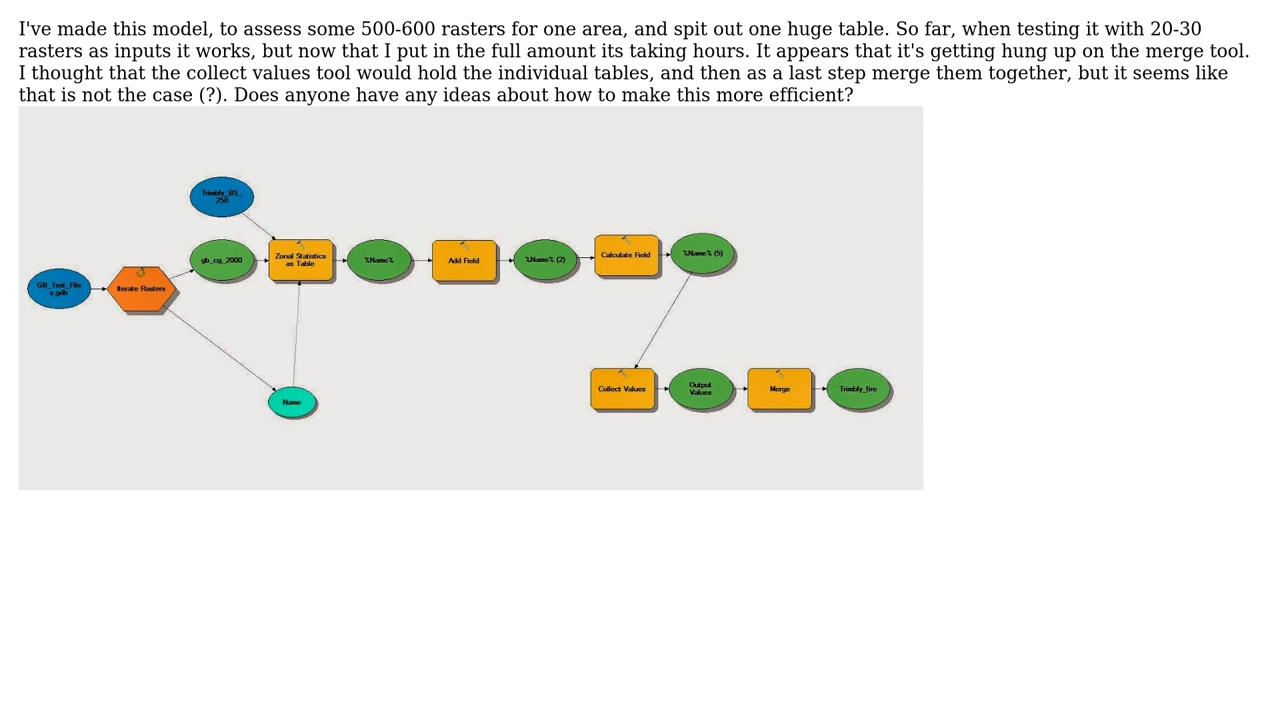 I've made this model, to assess some 500-600 rasters for one area, and spit out one huge table. So far, when testing it with 20-30
rasters as inputs it works, but now that I put in the full amount its taking hours. It appears that it's getting hung up on the merge tool.
I thought that the collect values tool would hold the individual tables, and then as a last step merge them together, but it seems like
that is not the case (?). Does anyone have any ideas about how to make this more efficient?
Trimbly_BS_
250
GB_Test_File
s.gdb
Iterate Rasters
gb_cg_2000
Zonal Statistics
as Table
%Name%
Add Field
%Name% (2)
Calculate Field
%Name% (5)
Name
Collect Values
Output
Values
Merge
Trimbly_fire